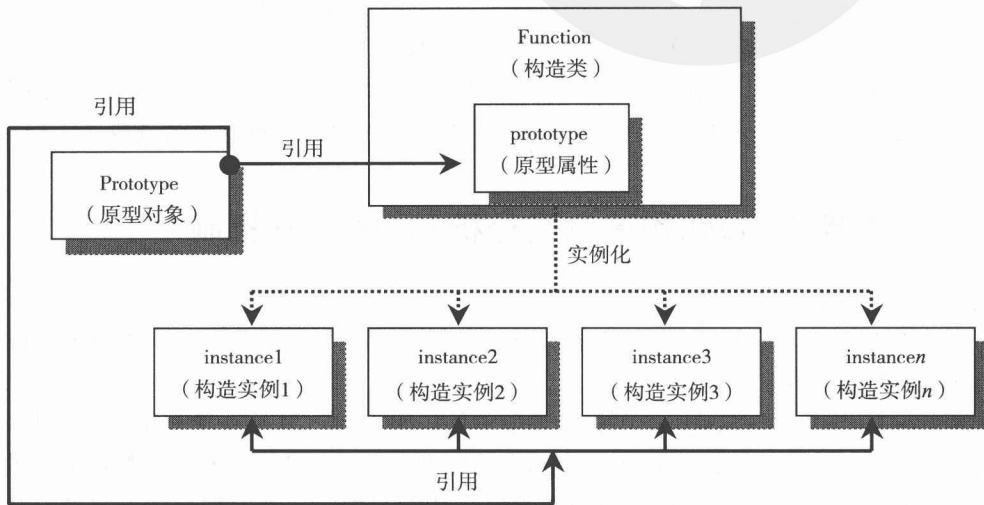 Function
（构造类）
引用
引用
prototype
（原型属性）
Prototype
（原型对象）
实例化
instance1
（构造实例1）
instance2
（构造实例2）
instance3
（构造实例3）
instancen
（构造实例n）
引用